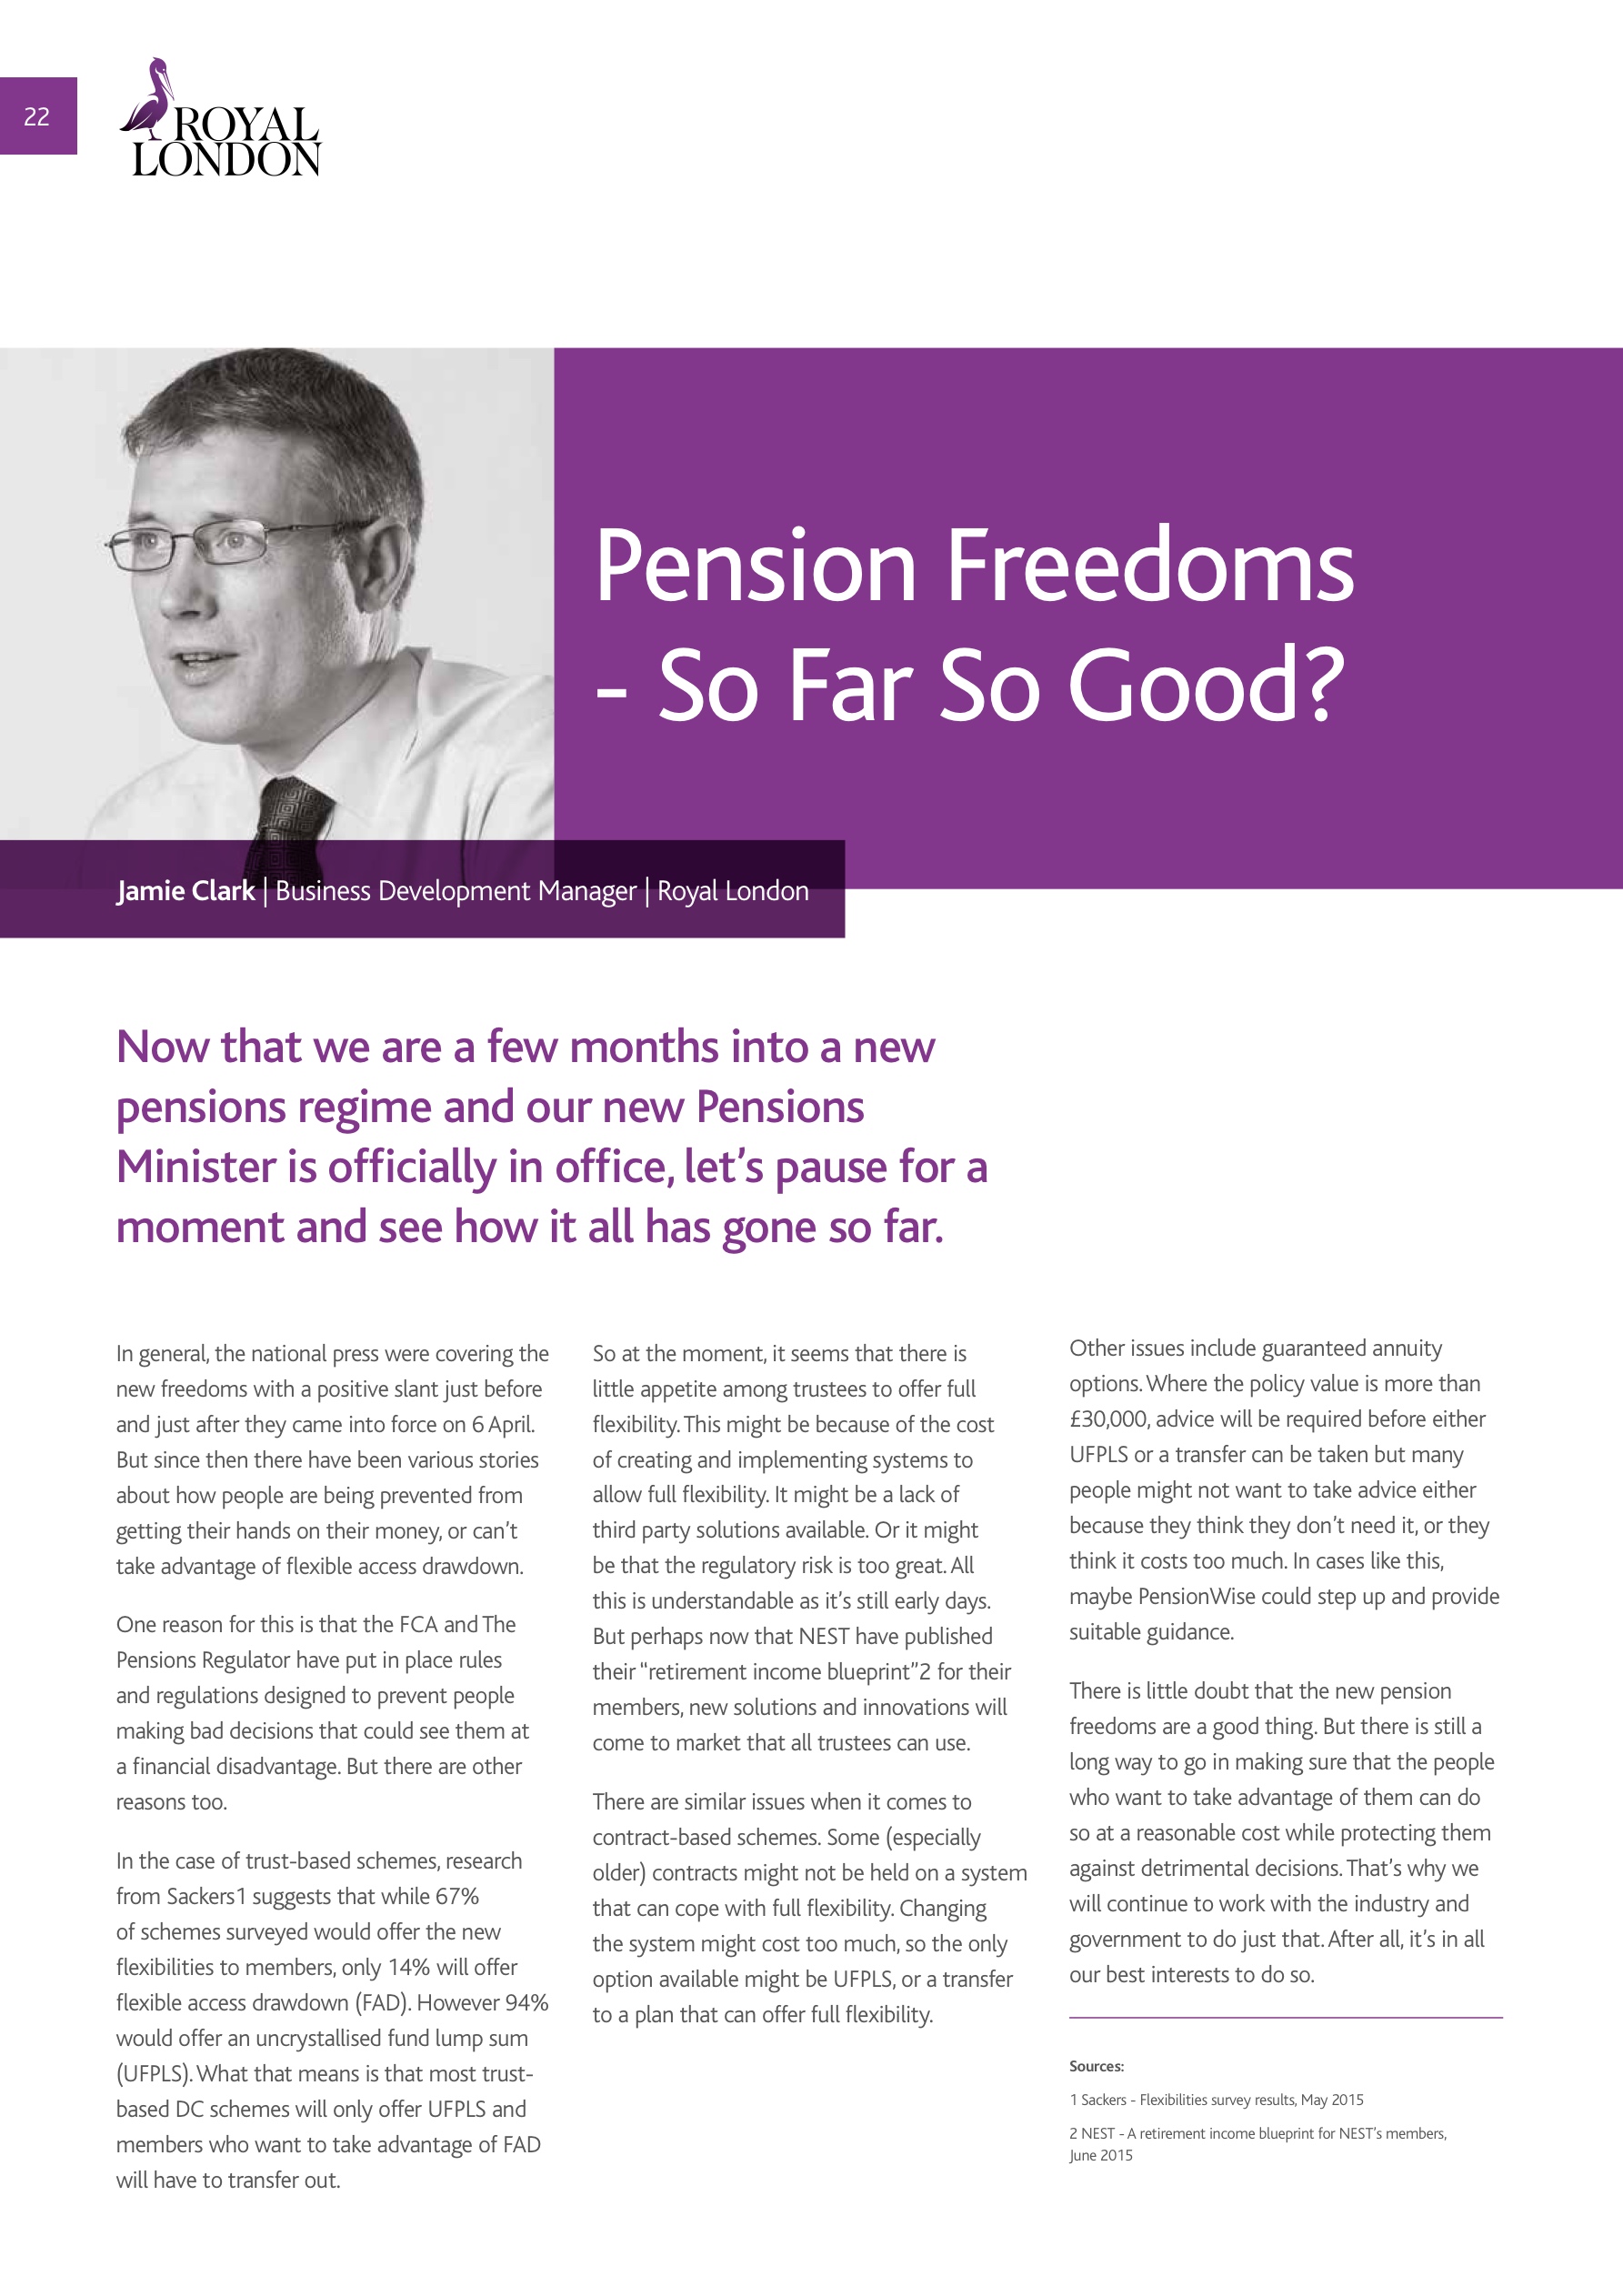 22
ROYAL
LONDON
Pension Freedoms
- So Far So Good?
Jamie Clark | Business Development Manager | Royal London
Now that we are a few months into a new
pensions regime and our new Pensions
Minister is officially in office, let’s pause for a
moment and see how it all has gone so far.
In general, the national press were covering the
new freedoms with a positive slant just before
and just after they came into force on 6 April.
But since then there have been various stories
about how people are being prevented from
getting their hands on their money, or can’t
take advantage of flexible access drawdown.
One reason for this is that the FCA and The
Pensions Regulator have put in place rules
and regulations designed to prevent people
making bad decisions that could see them at
a financial disadvantage. But there are other
reasons too.
In the case of trust-based schemes, research
from Sackers1 suggests that while 67%
of schemes surveyed would offer the new
flexibilities to members, only 14% will offer
flexible access drawdown (FAD). However 94%
would offer an uncrystallised fund lump sum
(UFPLS). What that means is that most trust-
based DC schemes will only offer UFPLS and
members who want to take advantage of FAD
will have to transfer out.
So at the moment, it seems that there is
little appetite among trustees to offer full
flexibility. This might be because of the cost
of creating and implementing systems to
allow full flexibility. It might be a lack of
third party solutions available. Or it might
be that the regulatory risk is too great. All
this is understandable as it’s still early days.
But perhaps now that NEST have published
their “retirement income blueprint”2 for their
members, new solutions and innovations will
come to market that all trustees can use.
There are similar issues when it comes to
contract-based schemes. Some (especially
older) contracts might not be held on a system
that can cope with full flexibility. Changing
the system might cost too much, so the only
option available might be UFPLS, or a transfer
to a plan that can offer full flexibility.
Other issues include guaranteed annuity
options. Where the policy value is more than
£30,000, advice will be required before either
UFPLS or a transfer can be taken but many
people might not want to take advice either
because they think they don’t need it, or they
think it costs too much. In cases like this,
maybe PensionWise could step up and provide
suitable guidance.
There is little doubt that the new pension
freedoms are a good thing. But there is still a
long way to go in making sure that the people
who want to take advantage of them can do
so at a reasonable cost while protecting them
against detrimental decisions. That’s why we
will continue to work with the industry and
government to do just that. After all, it’s in all
our best interests to do so.
Sources:
1 Sackers - Flexibilities survey results, May 2015
2 NEST - A retirement income blueprint for NEST’s members,
June 2015